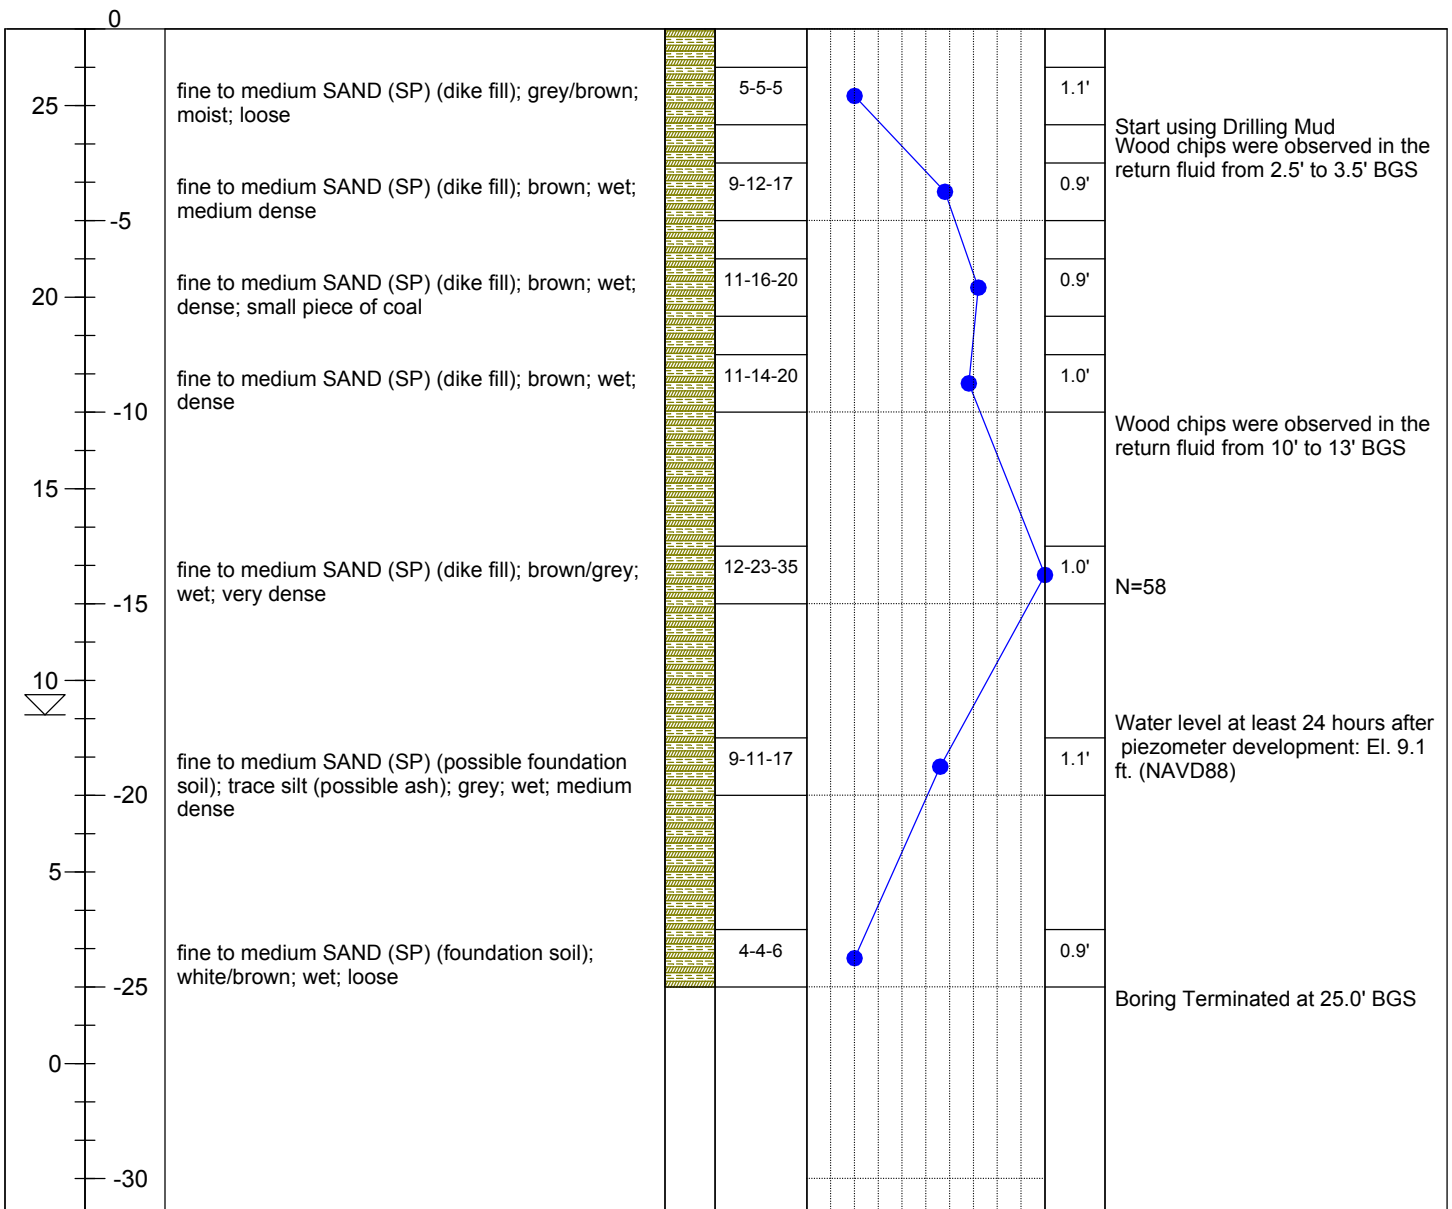 0
fine to medium SAND (SP) (dike fill); grey/brown;
moist; loose
5-5-5
1.1'
25
Start using Drilling Mud
Wood chips were observed in the
return fluid from 2.5' to 3.5' BGS
fine to medium SAND (SP) (dike fill); brown; wet;
medium dense
9-12-17
0.9'
-5
fine to medium SAND (SP) (dike fill); brown; wet;
dense; small piece of coal
11-16-20
0.9'
20
fine to medium SAND (SP) (dike fill); brown; wet;
dense
11-14-20
1.0'
-10
Wood chips were observed in the
return fluid from 10' to 13' BGS
15
fine to medium SAND (SP) (dike fill); brown/grey;
wet; very dense
12-23-35
1.0'
N=58
-15
10
Water level at least 24 hours after
piezometer development: El. 9.1
ft. (NAVD88)
fine to medium SAND (SP) (possible foundation
soil); trace silt (possible ash); grey; wet; medium
dense
9-11-17
1.1'
-20
5
fine to medium SAND (SP) (foundation soil);
white/brown; wet; loose
4-4-6
0.9'
-25
Boring Terminated at 25.0' BGS
0
-30